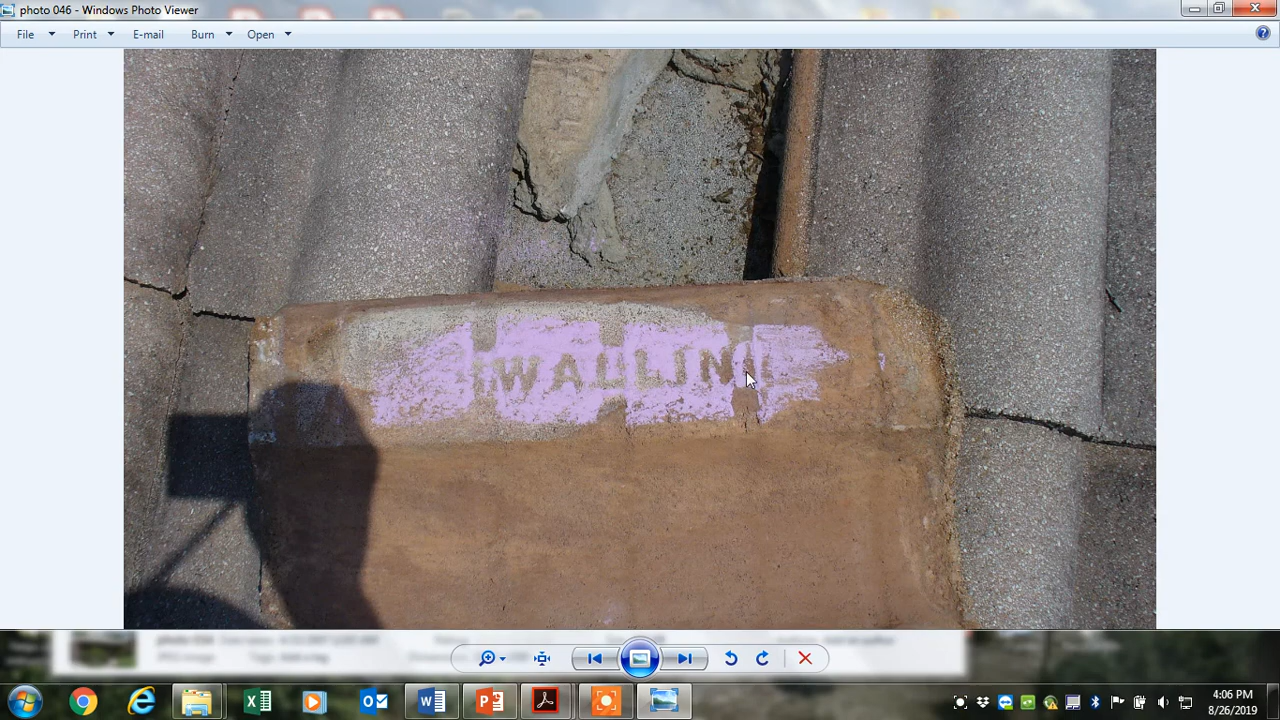 photo 046 - Windows Photo Viewer
File Print E-mail Burn Open
WALLIN
4:06 PM
8/26/2019